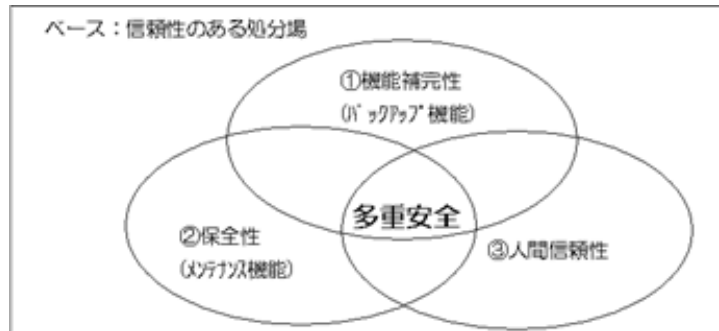 ベース：信頼性のある処分場
①機能補完性
(ﾊﾞｯｸｱｯﾌﾟ機能)
多重安全
②保全性
(ﾒﾝﾃﾅﾝｽ機能)
③人間信頼性